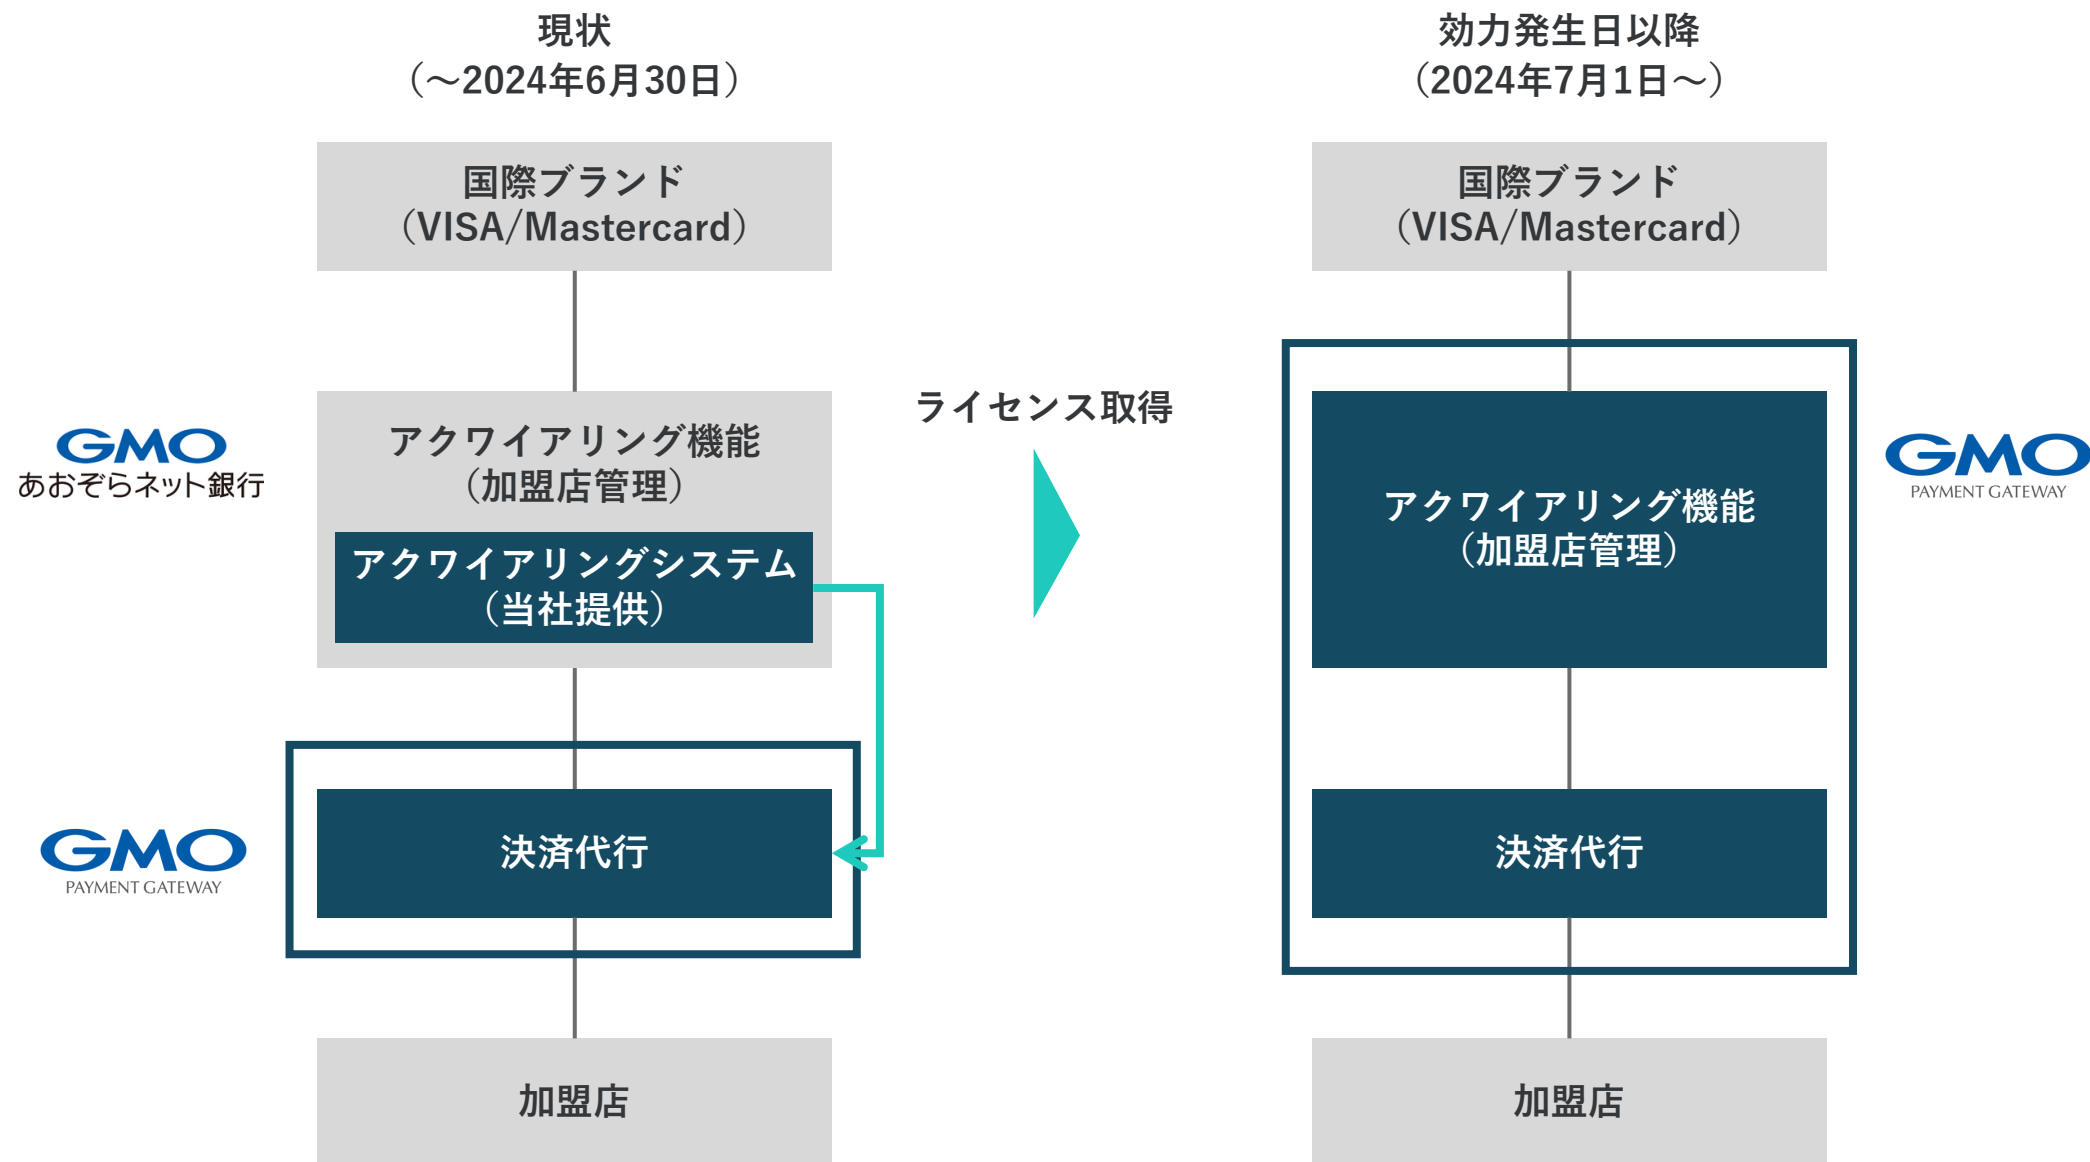 現状
（～2024年6月30日）
国際ブランド
（VISA/Mastercard）
GMO
あおぞらネット銀行
アクワイアリング機能
（加盟店管理）
アクワイアリングシステム
（当社提供）
GMO
PAYMENT GATEWAY
決済代行
加盟店
ライセンス取得
効力発生日以降
（2024年7月1日～）
国際ブランド
（VISA/Mastercard）
アクワイアリング機能
（加盟店管理）
GMO
PAYMENT GATEWAY
決済代行
加盟店